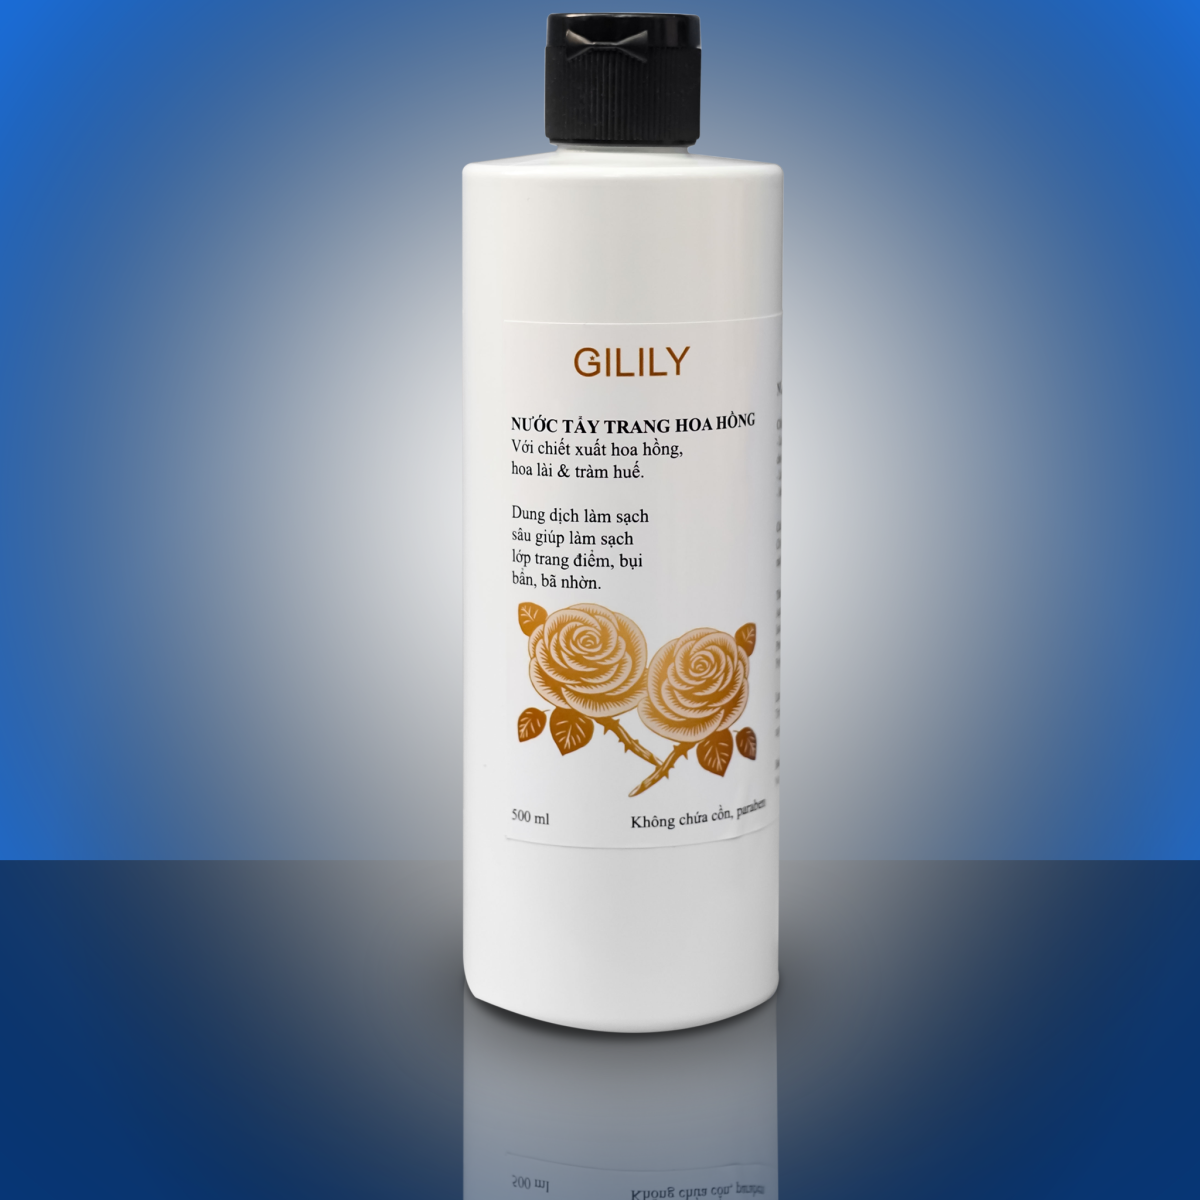 GILILY
NƯỚC TẨY TRANG HOA HỒNG
Với chiết xuất hoa hồng,
hoa lài & tràm huế.
Dung dịch làm sạch
sâu giúp làm sạch
lớp trang điểm, bụi
bẩn, bã nhờn.
500 ml
Không chứa cồn, paraben